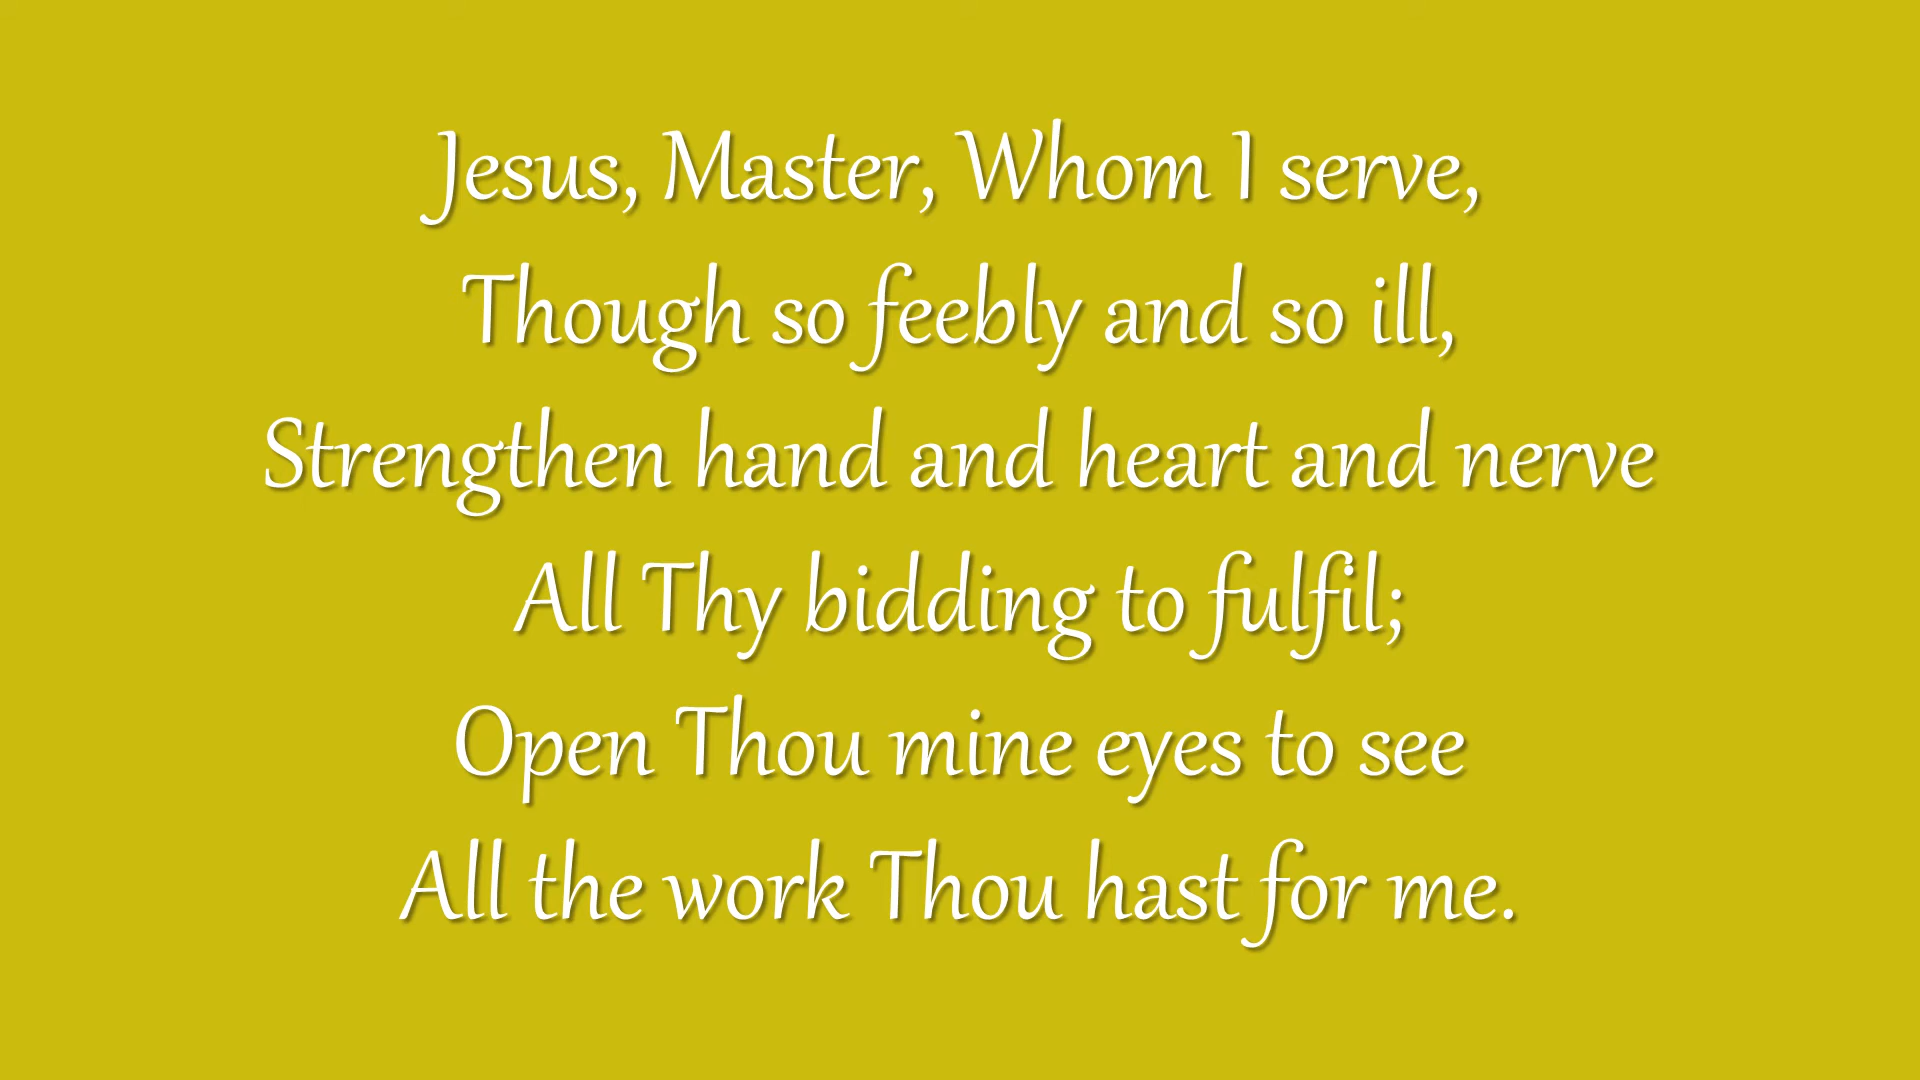 Jesus, Master, Whom I serve,
Though so feebly and so ill,
Strengthen hand and heart and nerve
All Thy bidding to fulfil;
Open Thou mine eyes to see
All the work Thou hast for me.